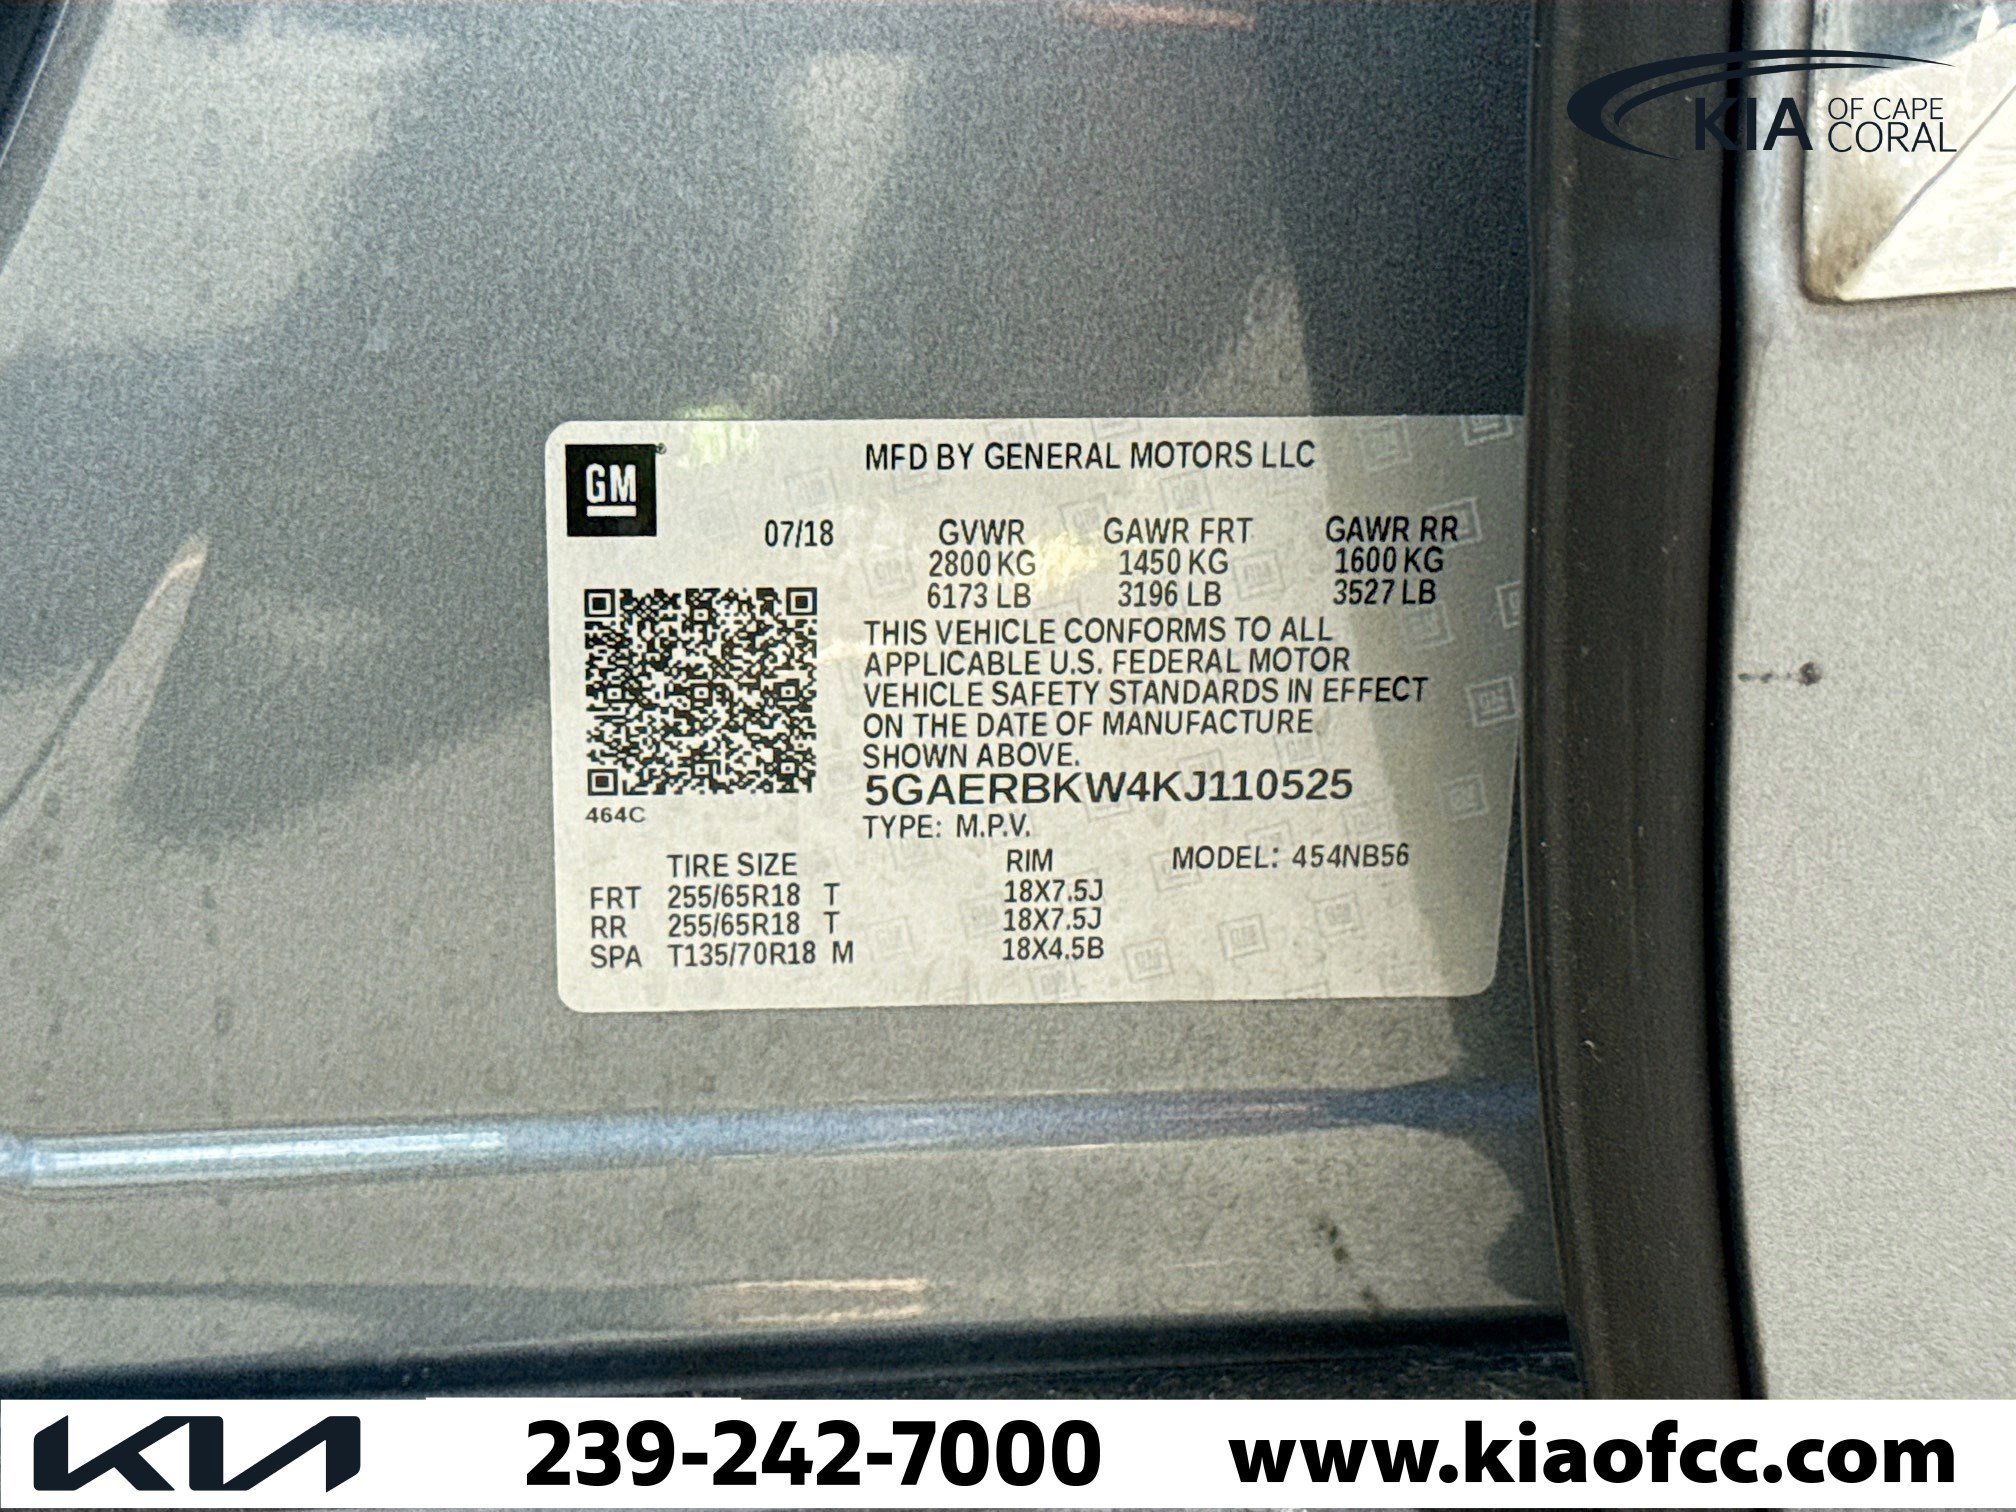 KIA OF CAPE CORAL
GM
MFD BY GENERAL MOTORS LLC
07/18 GVWR GAWR FRT GAWR RR
2800 KG 1450 KG 1600 KG
6173 LB 3196 LB 3527 LB
THIS VEHICLE CONFORMS TO ALL
APPLICABLE U.S. FEDERAL MOTOR
VEHICLE SAFETY STANDARDS IN EFFECT
ON THE DATE OF MANUFACTURE
SHOWN ABOVE.
5GAERBKW4KJ110525
464C
TYPE: M.P.V.
TIRE SIZE RIM MODEL: 454NB56
FRT 255/65R18 T 18X7.5J
RR 255/65R18 T 18X7.5J
SPA T135/70R18 M 18X4.5B
KIA 239-242-7000 www.kiaofcc.com